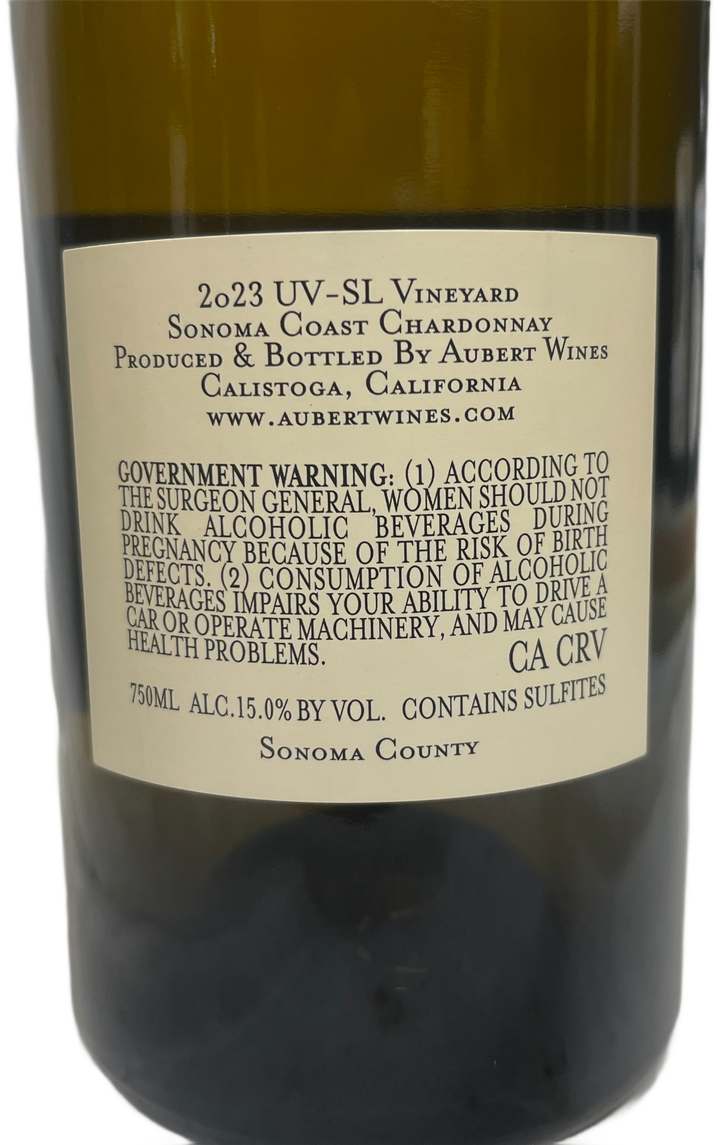 2023 UV-SL Vineyard
Sonoma Coast Chardonnay
Produced & Bottled By Aubert Wines
Calistoga, California
www.aubertwines.com
GOVERNMENT WARNING: (1) ACCORDING TO
THE SURGEON GENERAL, WOMEN SHOULD NOT
DRINK ALCOHOLIC BEVERAGES DURING
PREGNANCY BECAUSE OF THE RISK OF BIRTH
DEFECTS. (2) CONSUMPTION OF ALCOHOLIC
BEVERAGES IMPAIRS YOUR ABILITY TO DRIVE A
CAR OR OPERATE MACHINERY, AND MAY CAUSE
HEALTH PROBLEMS. CA CRV
750ML ALC.15.0% BY VOL. CONTAINS SULFITES
Sonoma County